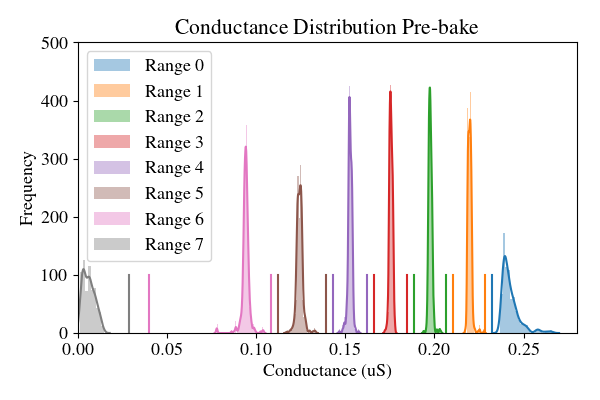 Conductance Distribution Pre-bake
Frequency
500
400
300
200
100
0
Range 0
Range 1
Range 2
Range 3
Range 4
Range 5
Range 6
Range 7
0.00 0.05 0.10 0.15 0.20 0.25
Conductance (uS)